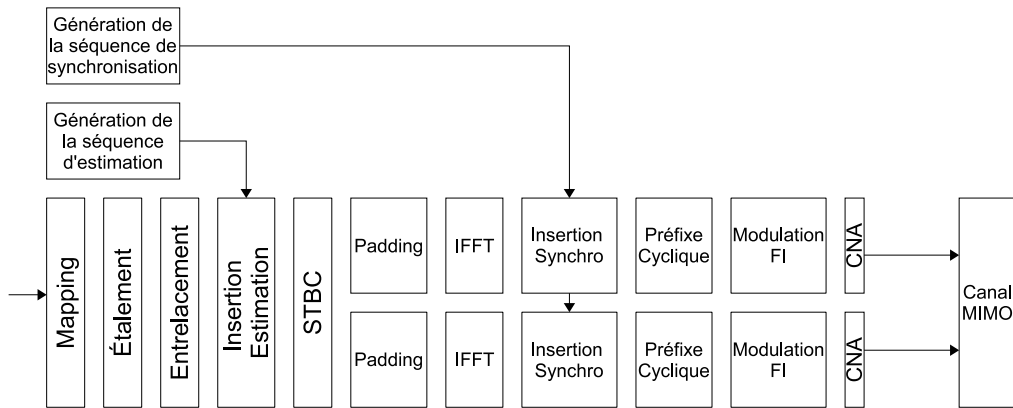 Génération de
la séquence de
synchronisation
Génération de
la séquence
d'estimation
Mapping
Étalement
Entrelacement
Insertion
Estimation
STBC
Padding
IFFT
Insertion
Synchro
Préfixe
Cyclique
Modulation
FI
CNA
Padding
IFFT
Insertion
Synchro
Préfixe
Cyclique
Modulation
FI
CNA
Canal
MIMO